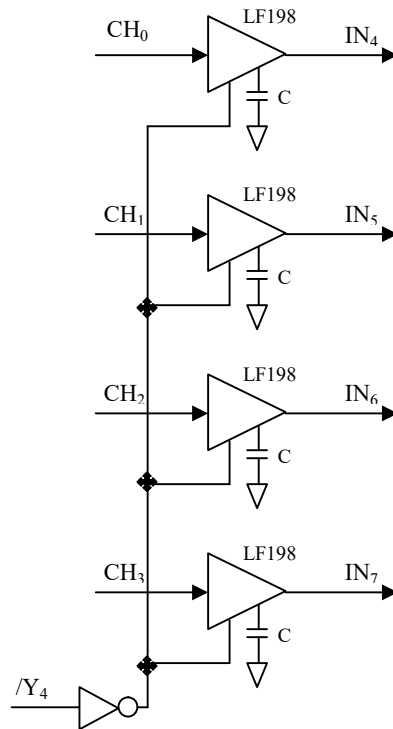 LF198
CH₀ IN₄
C
LF198
CH₁ IN₅
C
LF198
CH₂ IN₆
C
LF198
CH₃ IN₇
C
/Y₄